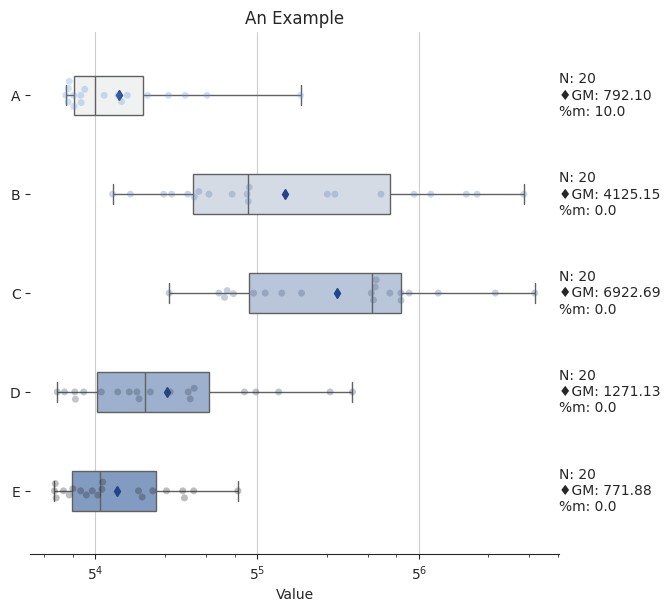 An Example
A
N: 20
♦GM: 792.10
%m: 10.0
B
N: 20
♦GM: 4125.15
%m: 0.0
C
N: 20
♦GM: 6922.69
%m: 0.0
D
N: 20
♦GM: 1271.13
%m: 0.0
E
N: 20
♦GM: 771.88
%m: 0.0
5⁴ 5⁵ 5⁶
Value